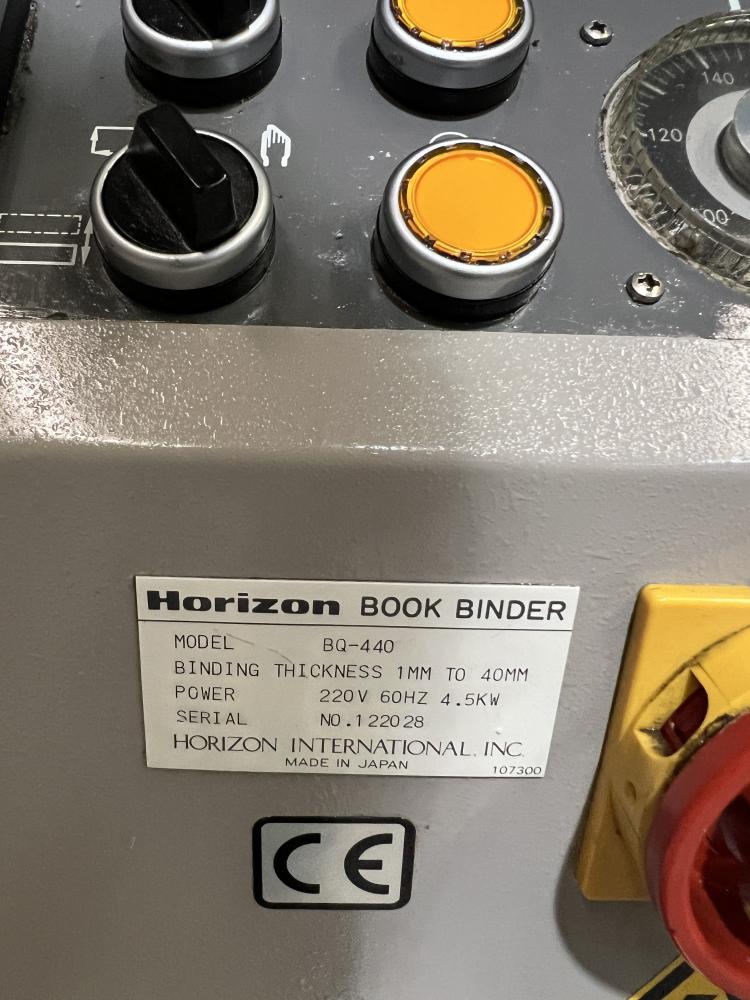 140
120
Horizon BOOK BINDER
MODEL BQ-440
BINDING THICKNESS 1MM TO 40MM
POWER 220V 60HZ 4.5KW
SERIAL NO.122028
HORIZON INTERNATIONAL. INC.
MADE IN JAPAN 107300
CE